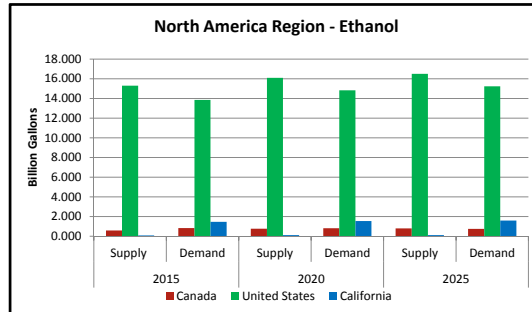 North America Region - Ethanol
Billion Gallons
18.000
16.000
14.000
12.000
10.000
8.000
6.000
4.000
2.000
0.000
Supply Demand Supply Demand Supply Demand
2015 2020 2025
Canada United States California